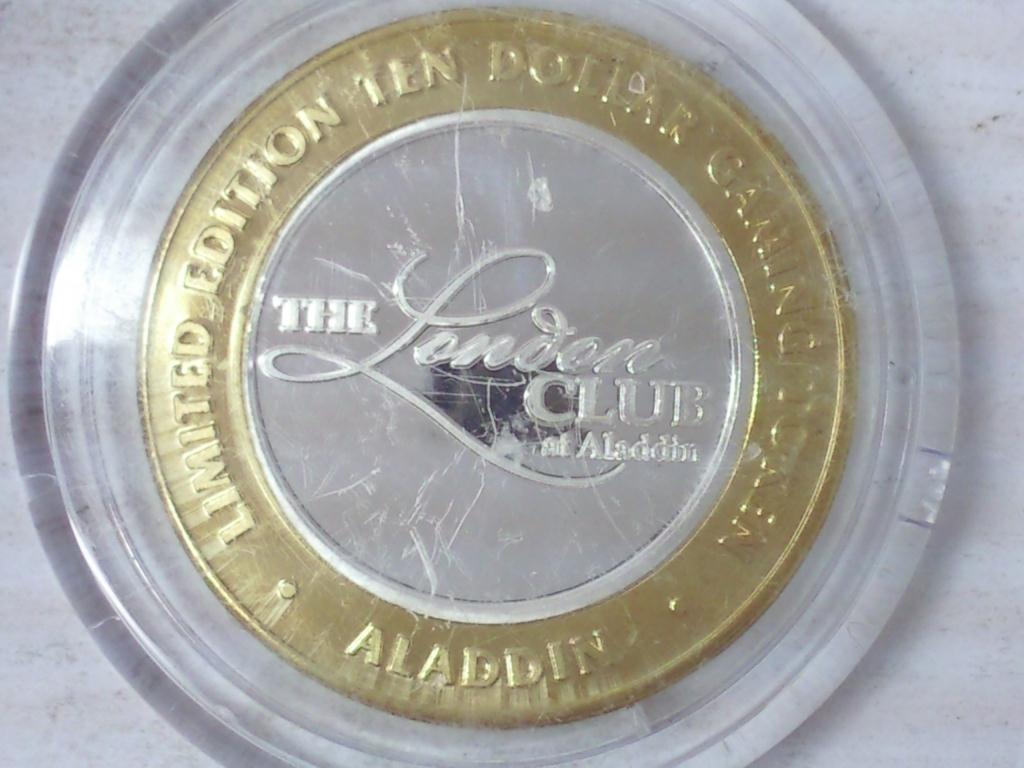 LIMITED EDITION TEN DOLLAR GAMING TOKEN
THE London
CLUB
at Aladdin
• ALADDIN •